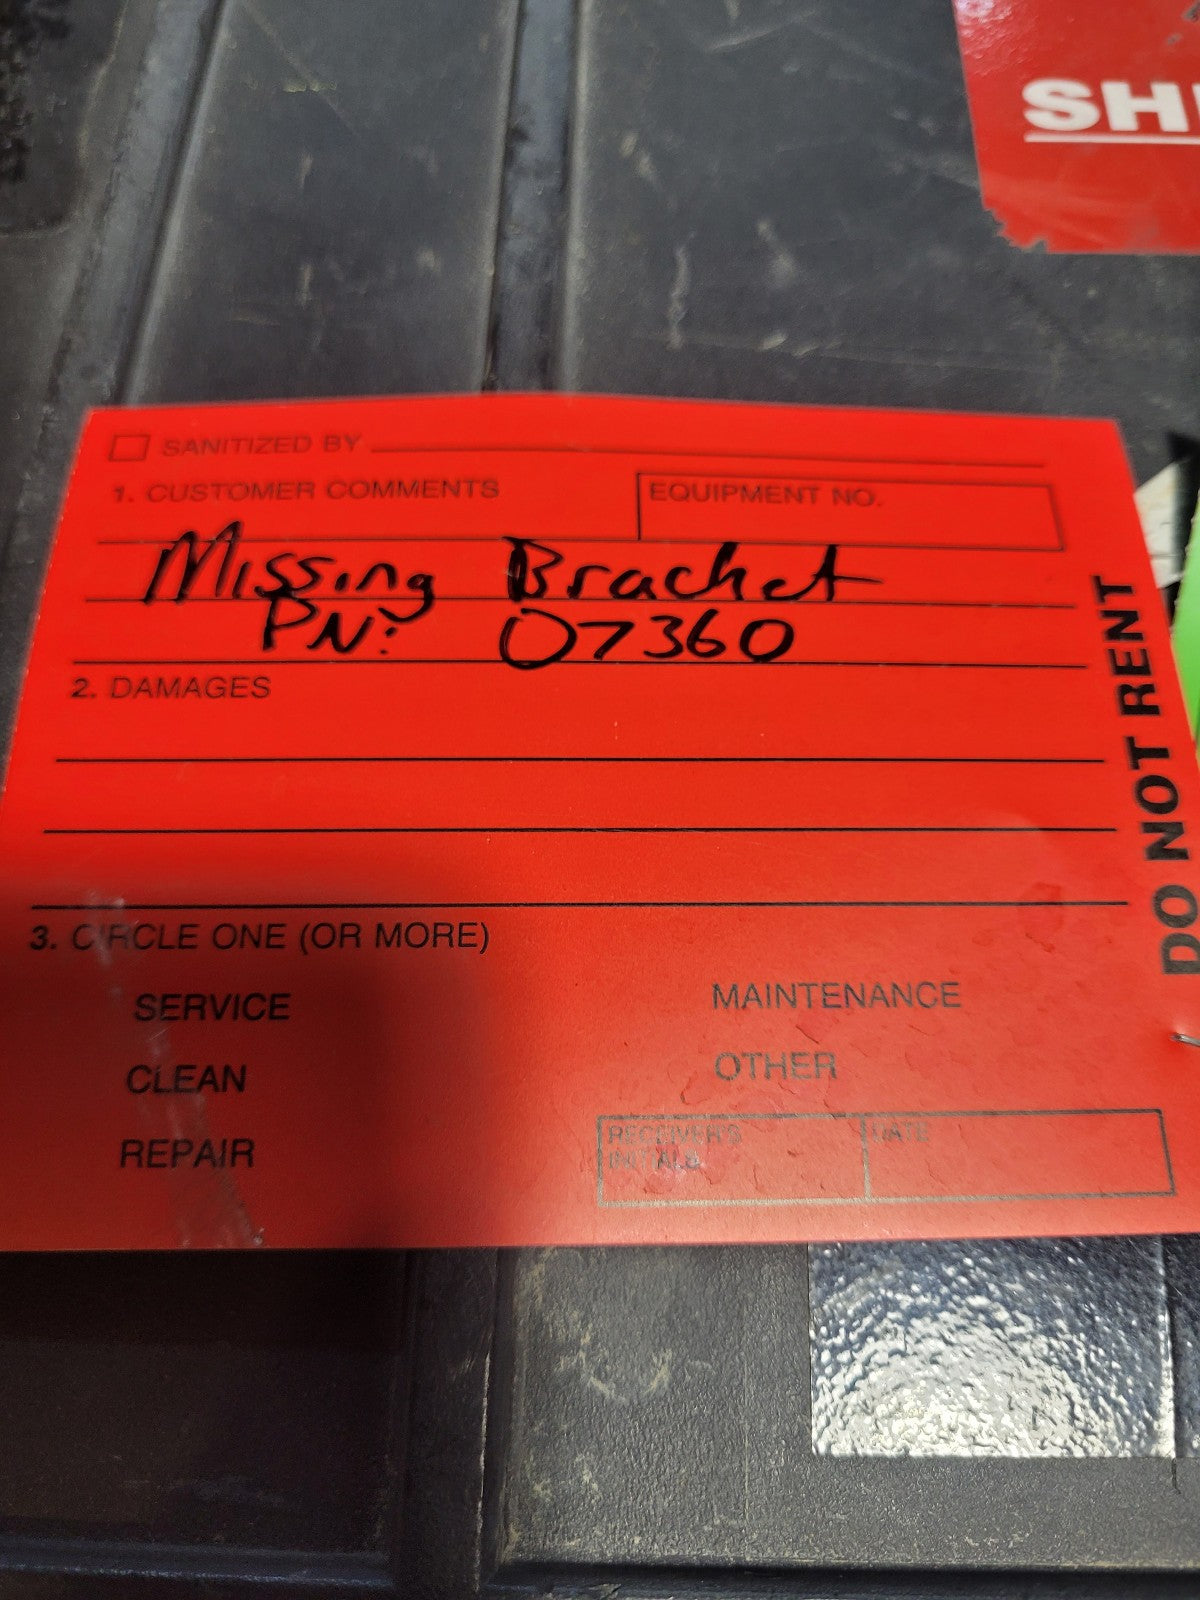 SH
SANITIZED BY
1. CUSTOMER COMMENTS
EQUIPMENT NO.
Missing Bracket
PN: 07360
2. DAMAGES
3. CIRCLE ONE (OR MORE)
SERVICE
MAINTENANCE
CLEAN
OTHER
REPAIR
RECEIVER'S
INITIALS
DATE
DO NOT RENT